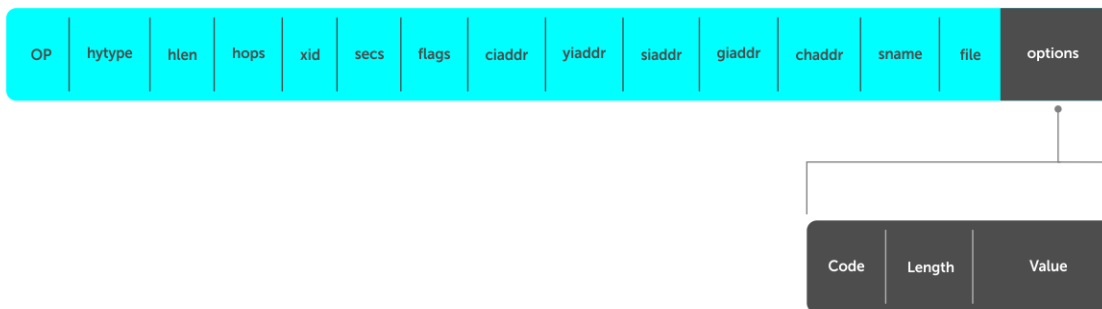 OP hytype hlen hops xid secs flags ciaddr yiaddr siaddr giaddr chaddr sname file options
Code Length Value